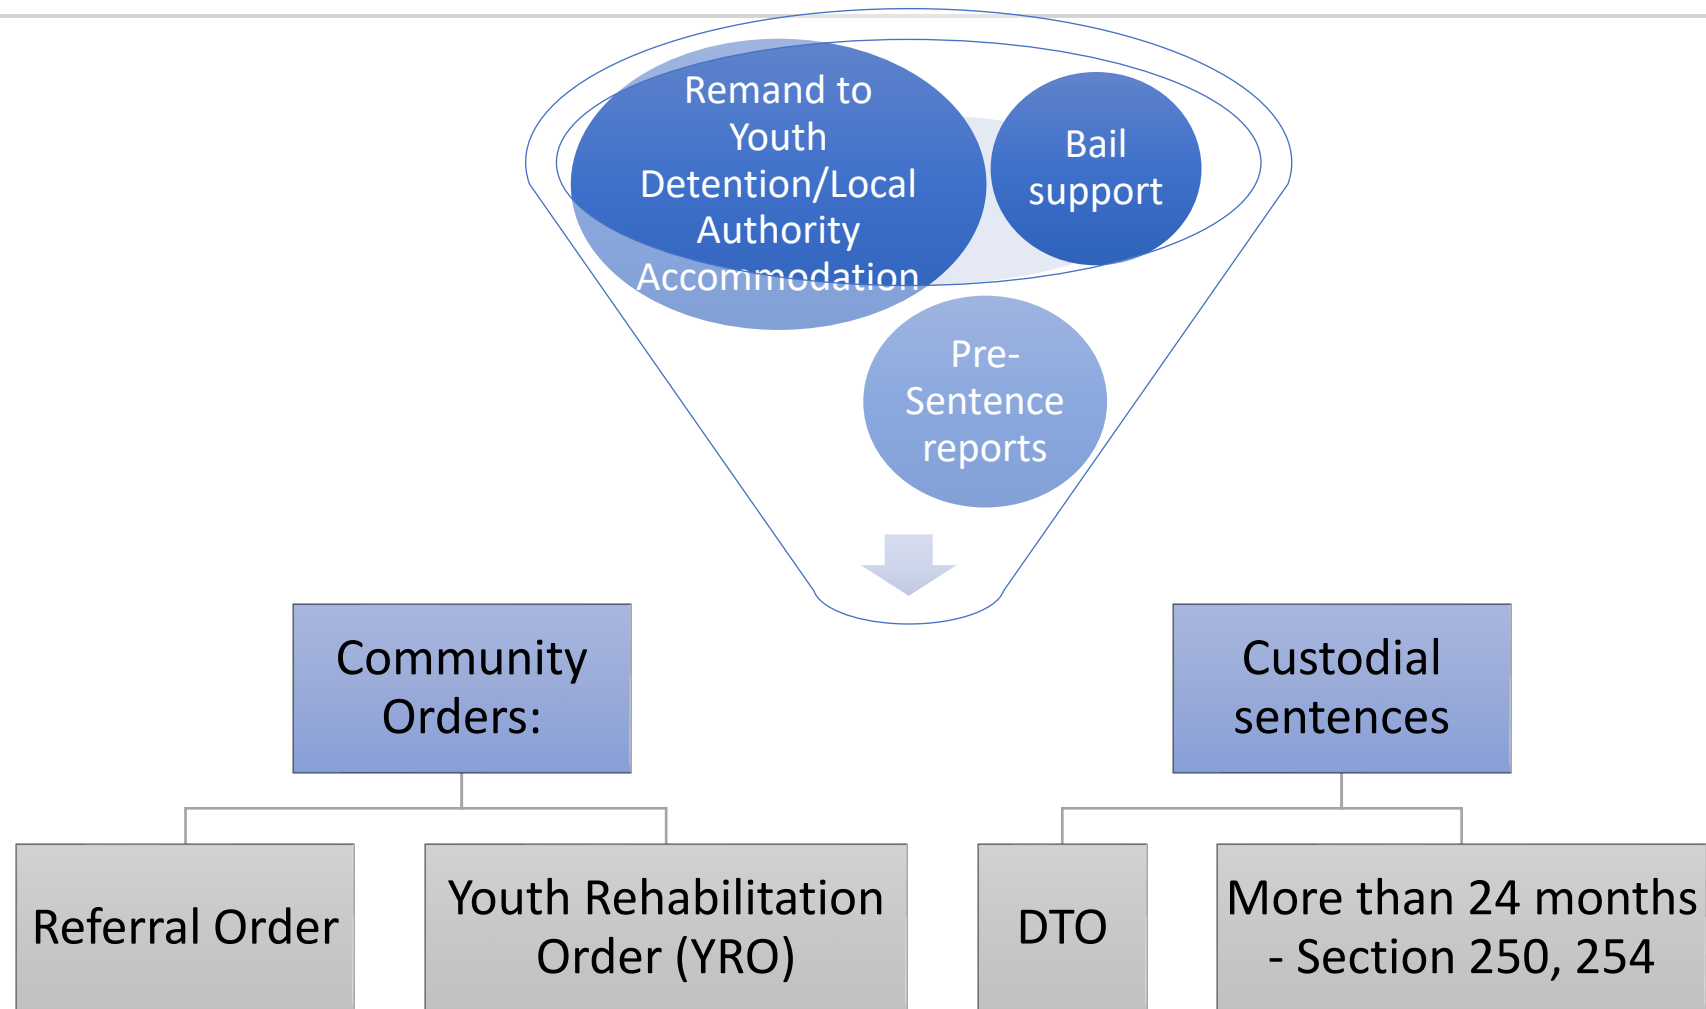 Remand to
Youth
Detention/Local
Authority
Accommodation
Bail
support
Pre-
Sentence
reports
Community
Orders:
Custodial
sentences
Referral Order
Youth Rehabilitation
Order (YRO)
DTO
More than 24 months
- Section 250, 254